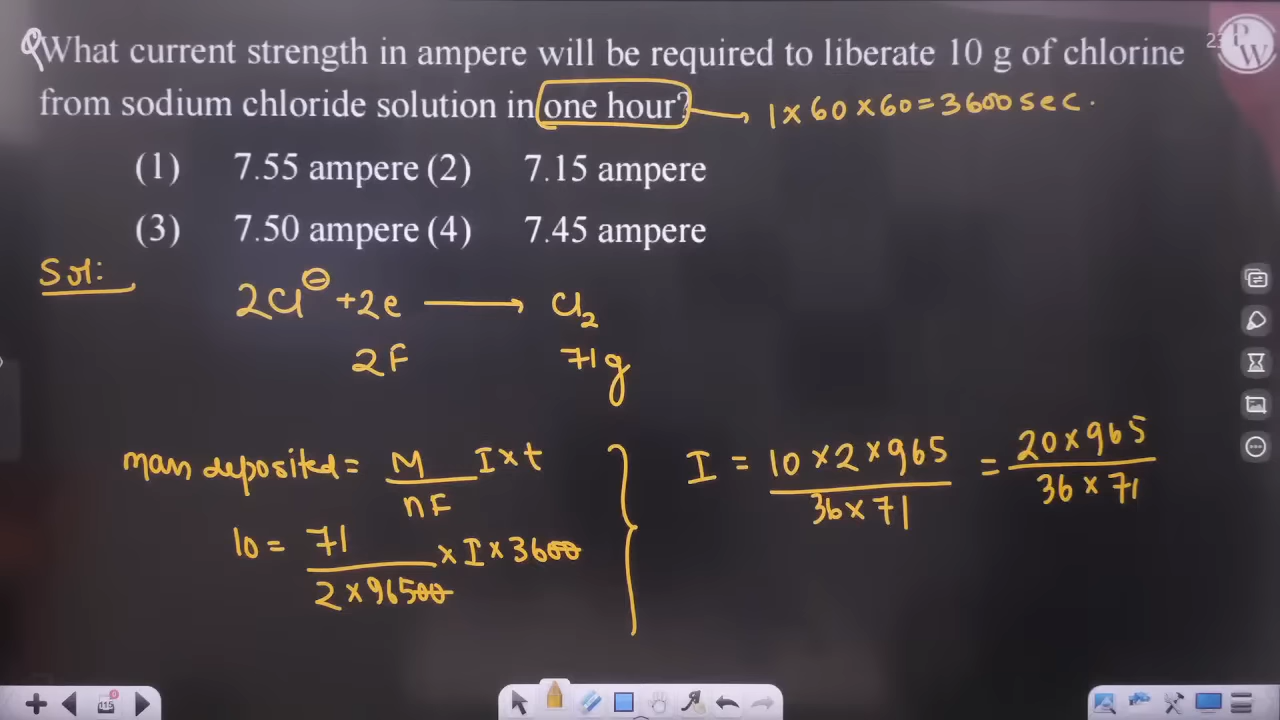 Q What current strength in ampere will be required to liberate 10 g of chlorine
from sodium chloride solution in one hour? → 1 × 60 × 60 = 3600 sec.
(1) 7.55 ampere (2) 7.15 ampere
(3) 7.50 ampere (4) 7.45 ampere
Sol:
2Cl⊖ + 2e ⟶ Cl₂
2F 71g
mass deposited = M/nF I × t
10 = 71/(2 × 96500) × I × 3600
I = (10 × 2 × 965)/(36 × 71) = (20 × 965)/(36 × 71)
PW
115